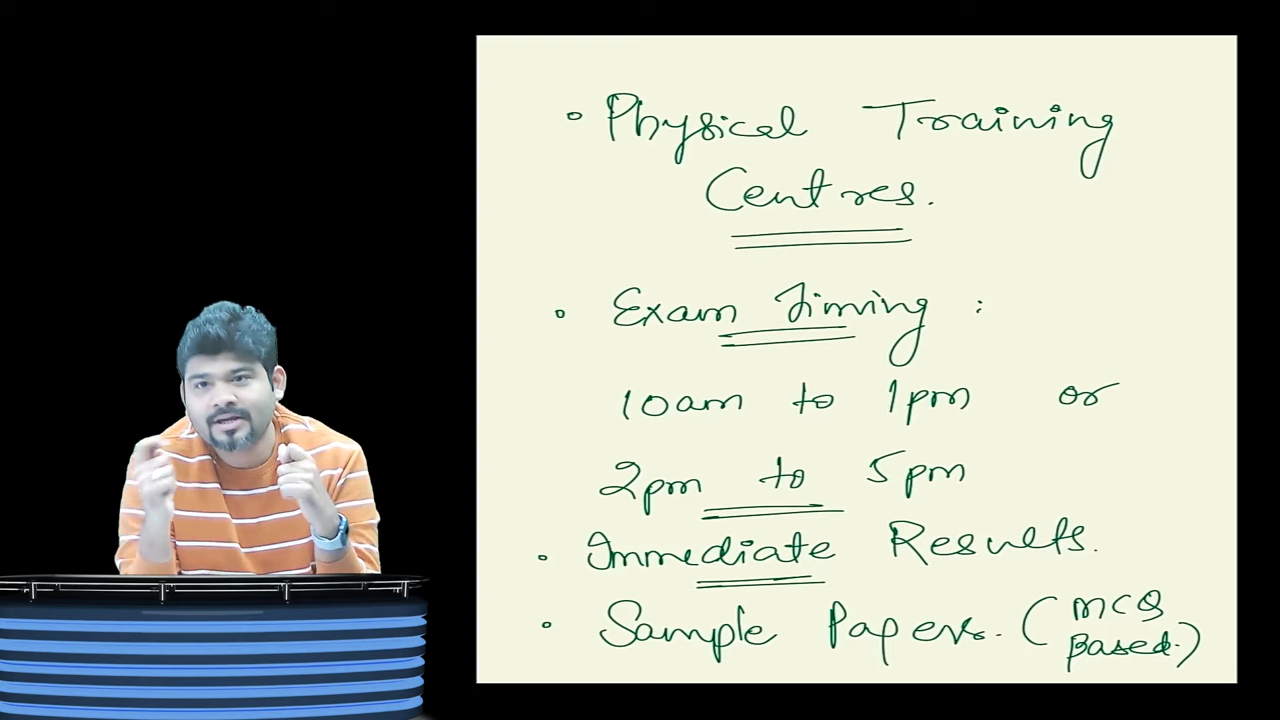 • Physical Training
Centres.
• Exam Timing :
10am to 1pm or
2pm to 5pm
• Immediate Results.
• Sample Papers. (MCQ
Based.)